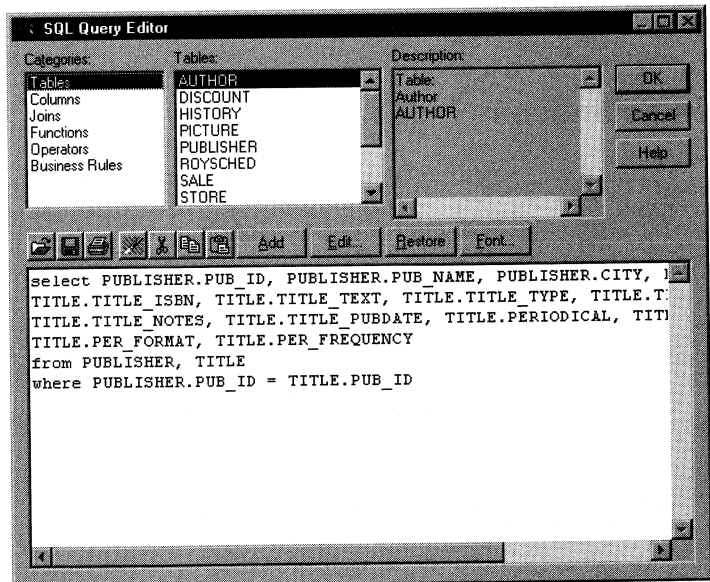 SQL Query Editor
Categories:
Tables
Columns
Joins
Functions
Operators
Business Rules
Tables:
AUTHOR
DISCOUNT
HISTORY
PICTURE
PUBLISHER
ROYSCHED
SALE
STORE
Description:
Table:
Author
AUTHOR
OK
Cancel
Help
Add
Edit...
Restore
Font...
select PUBLISHER.PUB_ID, PUBLISHER.PUB_NAME, PUBLISHER.CITY,
TITLE.TITLE_ISBN, TITLE.TITLE_TEXT, TITLE.TITLE_TYPE, TITLE.T
TITLE.TITLE_NOTES, TITLE.TITLE_PUBDATE, TITLE.PERIODICAL, TIT
TITLE.PER_FORMAT, TITLE.PER_FREQUENCY
from PUBLISHER, TITLE
where PUBLISHER.PUB_ID = TITLE.PUB_ID